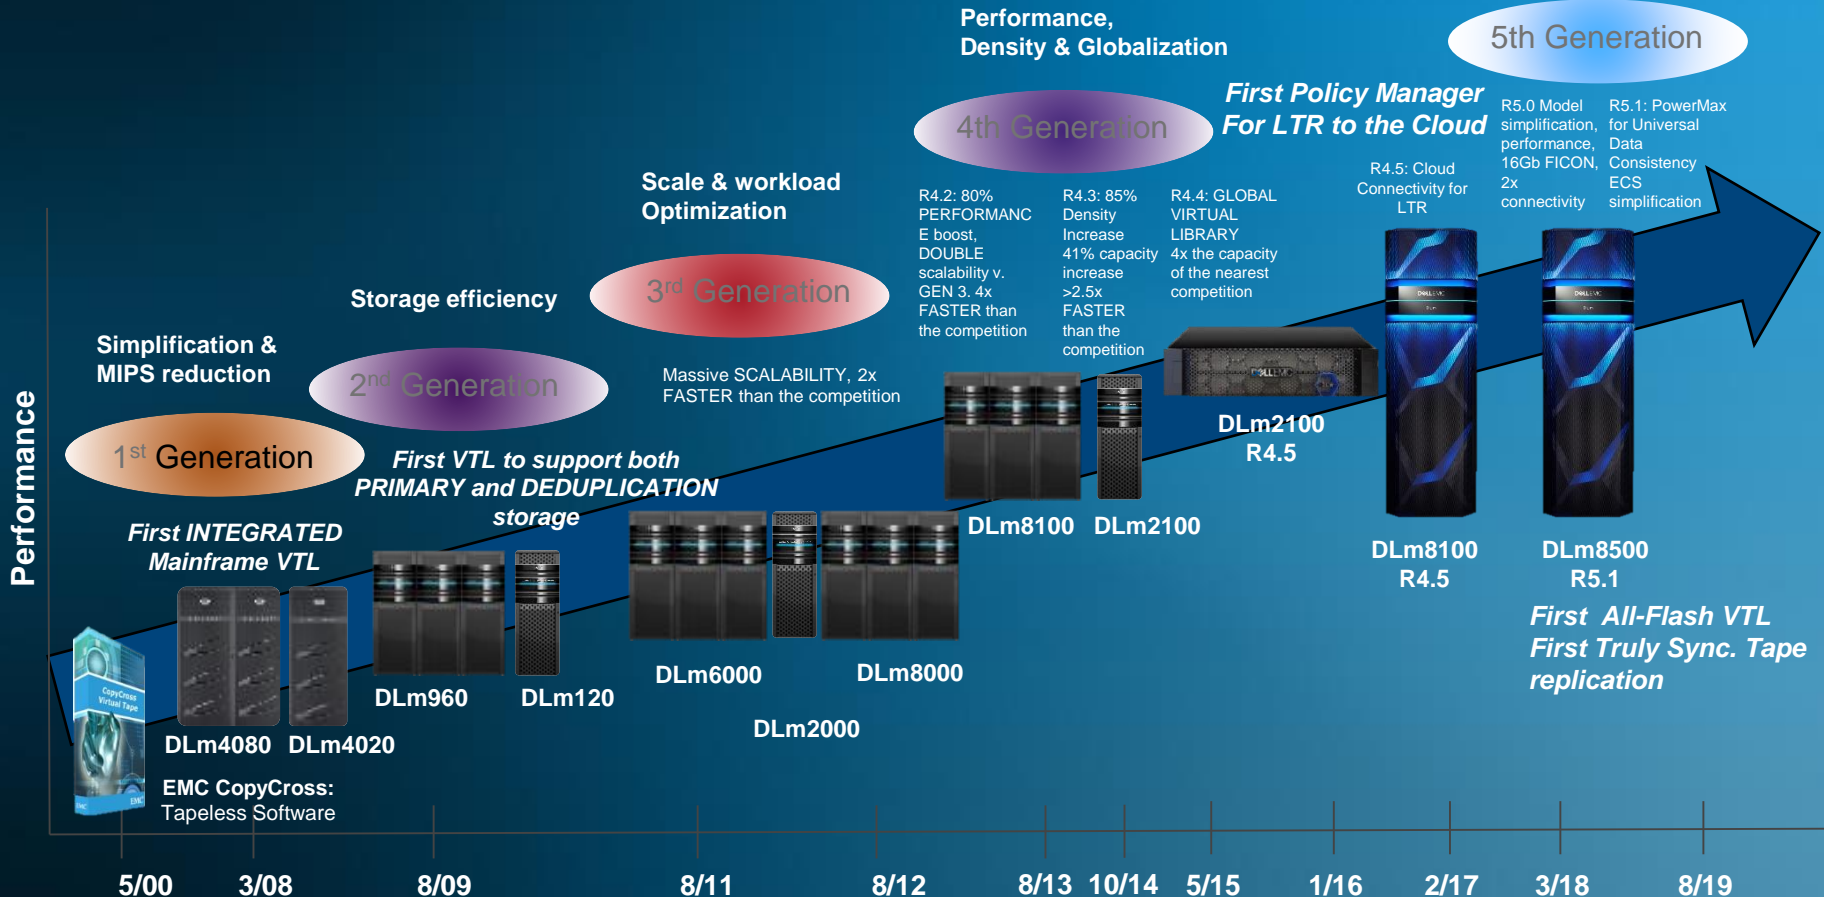 Performance,
Density & Globalization
5th Generation
First Policy Manager
For LTR to the Cloud
4th Generation
R5.0 Model
simplification,
performance,
16Gb FICON,
2x
connectivity
R5.1: PowerMax
for Universal
Data
Consistency
ECS
simplification
R4.5: Cloud
Connectivity for
LTR
Scale & workload
Optimization
R4.2: 80%
PERFORMANC
E boost,
DOUBLE
scalability v.
GEN 3. 4x
FASTER than
the competition
R4.3: 85%
Density
Increase
41% capacity
increase
>2.5x
FASTER
than the
competition
R4.4: GLOBAL
VIRTUAL
LIBRARY
4x the capacity
of the nearest
competition
3rd Generation
Storage efficiency
Simplification &
MIPS reduction
2nd Generation
Massive SCALABILITY, 2x
FASTER than the competition
1st Generation
First VTL to support both
PRIMARY and DEDUPLICATION
storage
First INTEGRATED
Mainframe VTL
Performance
DELLEMC
DELLEMC
DELLEMC
DLm2100
R4.5
DLm8100
DLm2100
DLm8100
R4.5
DLm8500
R5.1
First All-Flash VTL
First Truly Sync. Tape
replication
DLm6000
DLm8000
DLm2000
DLm960
DLm120
DLm4080
DLm4020
CopyCross
Virtual Tape
EMC
EMC
EMC CopyCross:
Tapeless Software
5/00
3/08
8/09
8/11
8/12
8/13
10/14
5/15
1/16
2/17
3/18
8/19